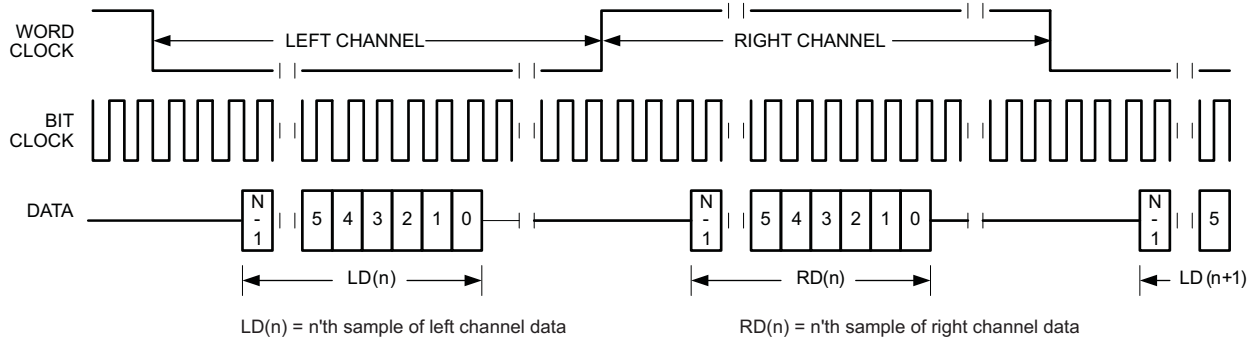 WORD
CLOCK
LEFT CHANNEL
RIGHT CHANNEL
BIT
CLOCK
DATA
N
-
1
5 4 3 2 1 0
N
-
1
5 4 3 2 1 0
N
-
1
5
LD(n)
RD(n)
LD (n+1)
LD(n) = n'th sample of left channel data
RD(n) = n'th sample of right channel data